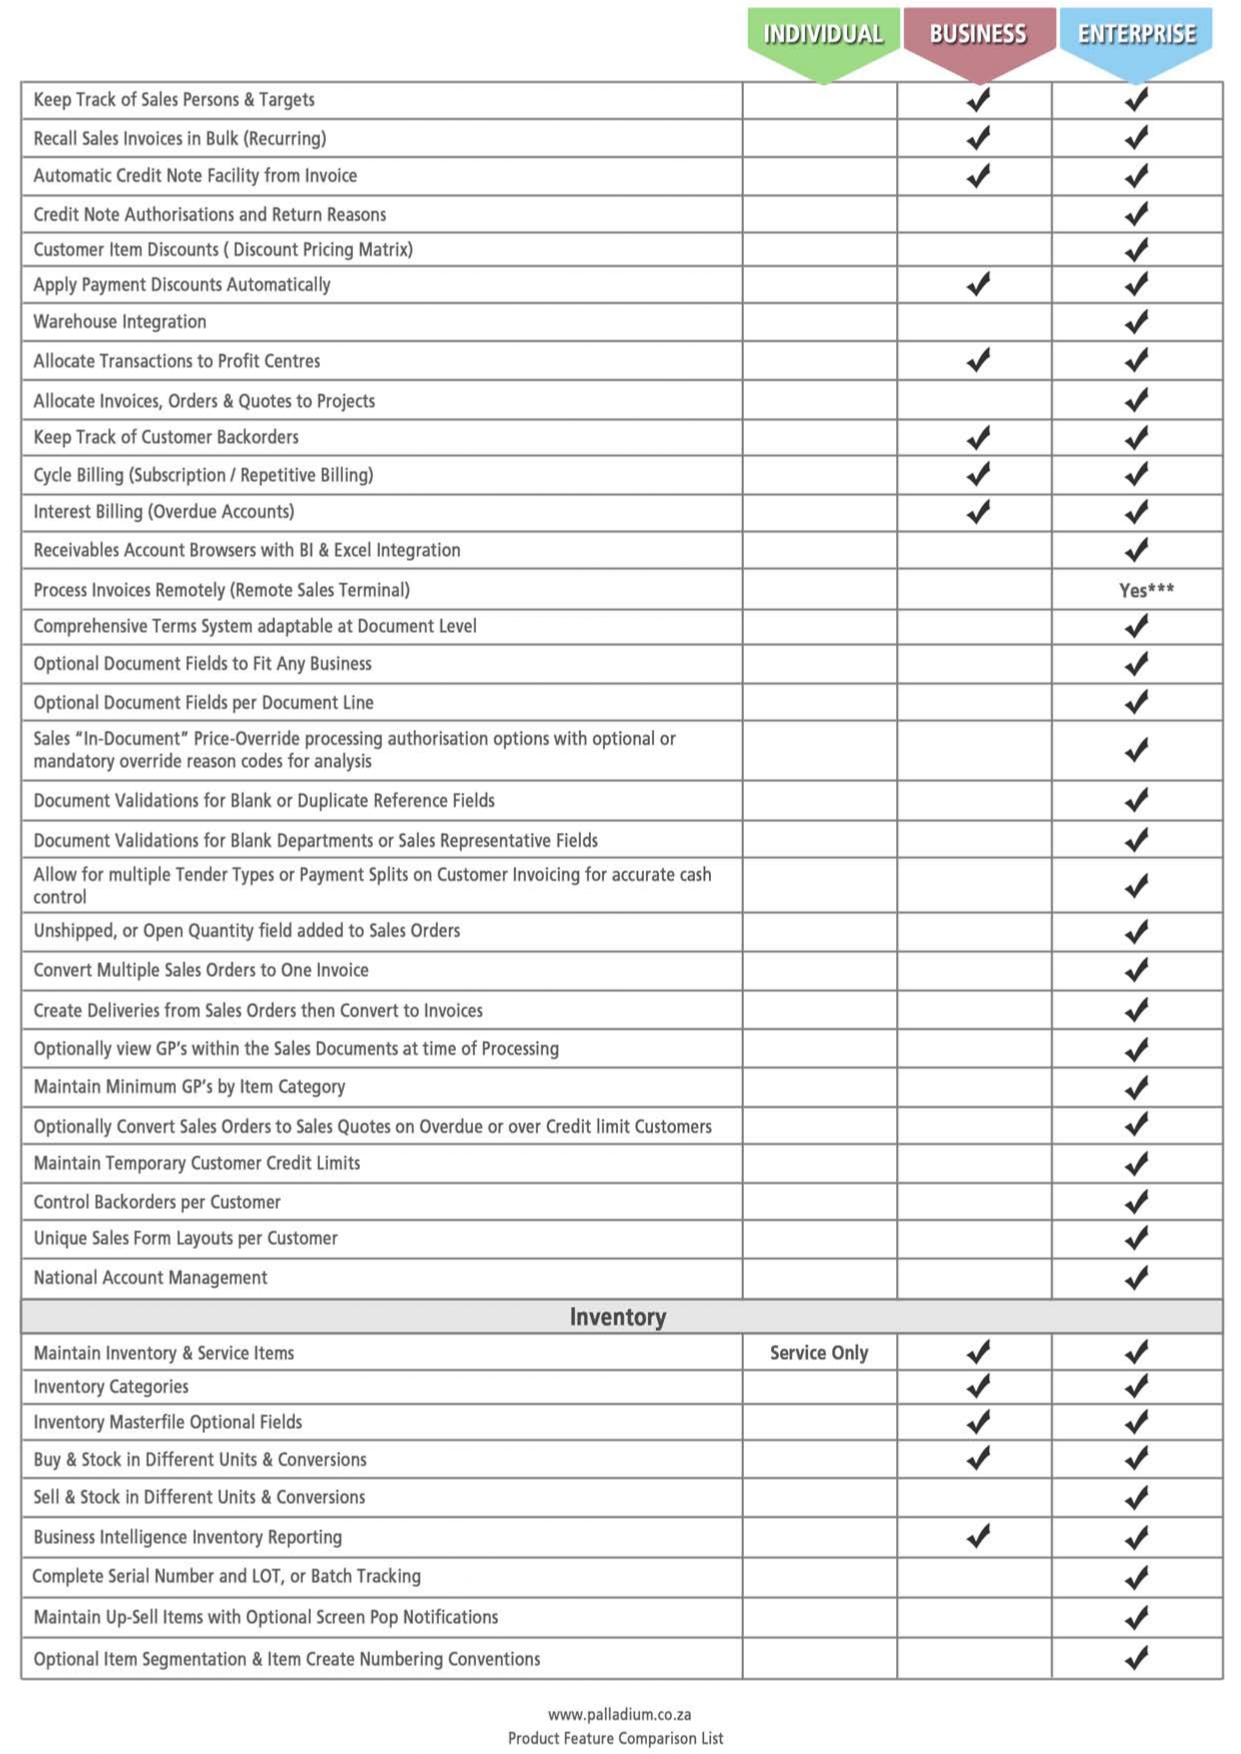 INDIVIDUAL BUSINESS ENTERPRISE
Keep Track of Sales Persons & Targets ✓ ✓
Recall Sales Invoices in Bulk (Recurring) ✓ ✓
Automatic Credit Note Facility from Invoice ✓ ✓
Credit Note Authorisations and Return Reasons ✓
Customer Item Discounts ( Discount Pricing Matrix) ✓
Apply Payment Discounts Automatically ✓ ✓
Warehouse Integration ✓
Allocate Transactions to Profit Centres ✓ ✓
Allocate Invoices, Orders & Quotes to Projects ✓
Keep Track of Customer Backorders ✓ ✓
Cycle Billing (Subscription / Repetitive Billing) ✓ ✓
Interest Billing (Overdue Accounts) ✓ ✓
Receivables Account Browsers with BI & Excel Integration ✓
Process Invoices Remotely (Remote Sales Terminal) Yes***
Comprehensive Terms System adaptable at Document Level ✓
Optional Document Fields to Fit Any Business ✓
Optional Document Fields per Document Line ✓
Sales “In-Document” Price-Override processing authorisation options with optional or
mandatory override reason codes for analysis ✓
Document Validations for Blank or Duplicate Reference Fields ✓
Document Validations for Blank Departments or Sales Representative Fields ✓
Allow for multiple Tender Types or Payment Splits on Customer Invoicing for accurate cash
control ✓
Unshipped, or Open Quantity field added to Sales Orders ✓
Convert Multiple Sales Orders to One Invoice ✓
Create Deliveries from Sales Orders then Convert to Invoices ✓
Optionally view GP’s within the Sales Documents at time of Processing ✓
Maintain Minimum GP’s by Item Category ✓
Optionally Convert Sales Orders to Sales Quotes on Overdue or over Credit limit Customers ✓
Maintain Temporary Customer Credit Limits ✓
Control Backorders per Customer ✓
Unique Sales Form Layouts per Customer ✓
National Account Management ✓
Inventory
Maintain Inventory & Service Items Service Only ✓ ✓
Inventory Categories ✓ ✓
Inventory Masterfile Optional Fields ✓ ✓
Buy & Stock in Different Units & Conversions ✓ ✓
Sell & Stock in Different Units & Conversions ✓
Business Intelligence Inventory Reporting ✓ ✓
Complete Serial Number and LOT, or Batch Tracking ✓
Maintain Up-Sell Items with Optional Screen Pop Notifications ✓
Optional Item Segmentation & Item Create Numbering Conventions ✓
www.palladium.co.za
Product Feature Comparison List